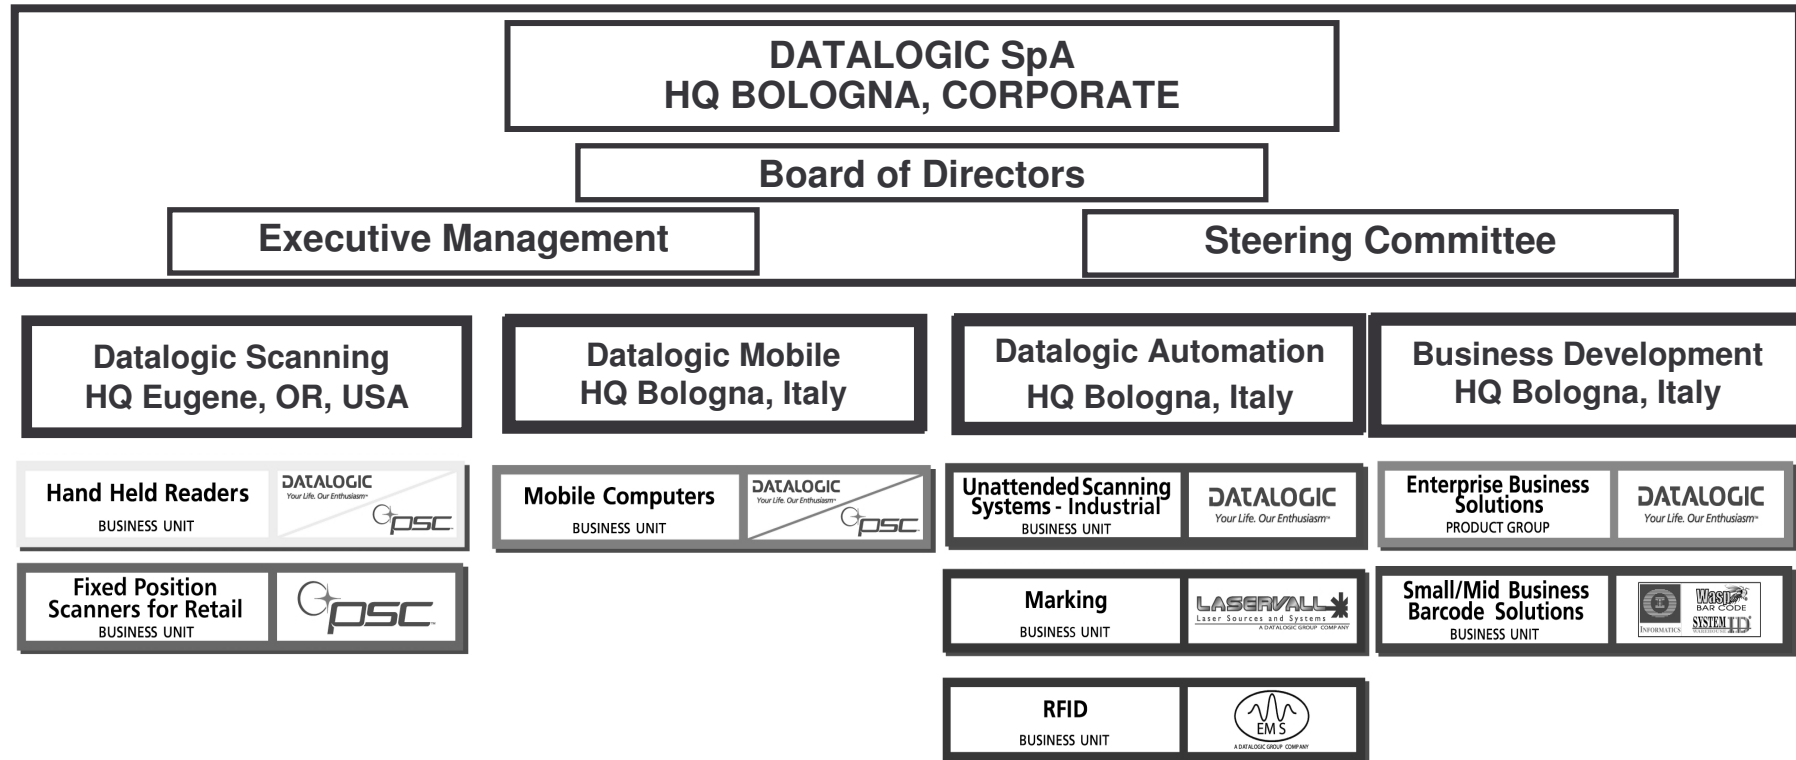 DATALOGIC SpA
HQ BOLOGNA, CORPORATE
Board of Directors
Executive Management
Steering Committee
Datalogic Scanning
HQ Eugene, OR, USA
Datalogic Mobile
HQ Bologna, Italy
Datalogic Automation
HQ Bologna, Italy
Business Development
HQ Bologna, Italy
Hand Held Readers
BUSINESS UNIT
DATALOGIC
Your Life. Our Enthusiasm™
psc
Fixed Position
Scanners for Retail
BUSINESS UNIT
psc
Mobile Computers
BUSINESS UNIT
DATALOGIC
Your Life. Our Enthusiasm™
psc
Unattended Scanning
Systems - Industrial
BUSINESS UNIT
DATALOGIC
Your Life. Our Enthusiasm™
Marking
BUSINESS UNIT
LASERVALL
Laser Sources and Systems
A DATALOGIC GROUP COMPANY
RFID
BUSINESS UNIT
EMS
A DATALOGIC GROUP COMPANY
Enterprise Business
Solutions
PRODUCT GROUP
DATALOGIC
Your Life. Our Enthusiasm™
Small/Mid Business
Barcode Solutions
BUSINESS UNIT
INFORMATICS
Wasp
BAR CODE
SYSTEM ID